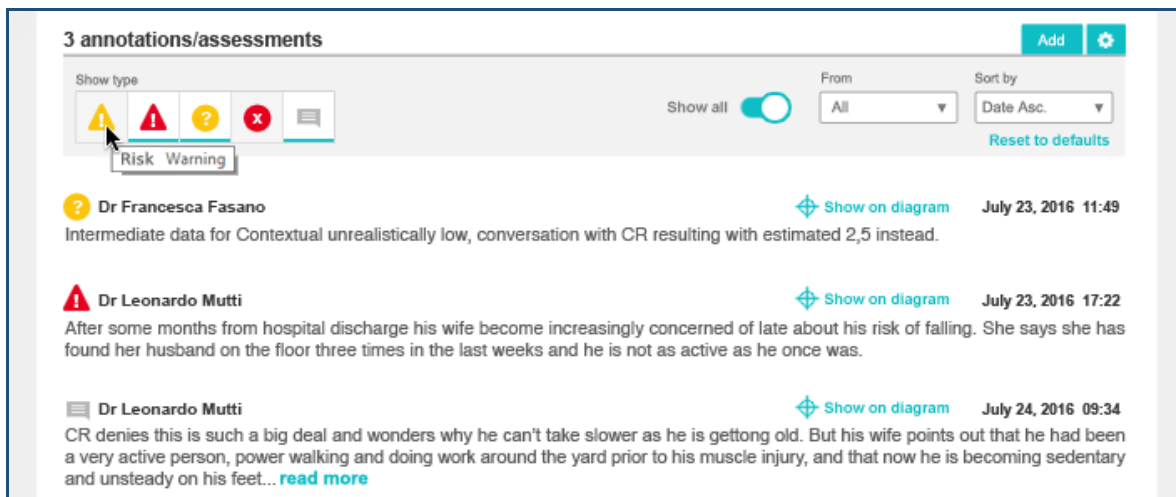 3 annotations/assessments
Add
Show type
Show all
From
All
Sort by
Date Asc.
Reset to defaults
Risk Warning
Dr Francesca Fasano Show on diagram July 23, 2016 11:49
Intermediate data for Contextual unrealistically low, conversation with CR resulting with estimated 2,5 instead.
Dr Leonardo Mutti Show on diagram July 23, 2016 17:22
After some months from hospital discharge his wife become increasingly concerned of late about his risk of falling. She says she has
found her husband on the floor three times in the last weeks and he is not as active as he once was.
Dr Leonardo Mutti Show on diagram July 24, 2016 09:34
CR denies this is such a big deal and wonders why he can't take slower as he is gettong old. But his wife points out that he had been
a very active person, power walking and doing work around the yard prior to his muscle injury, and that now he is becoming sedentary
and unsteady on his feet... read more